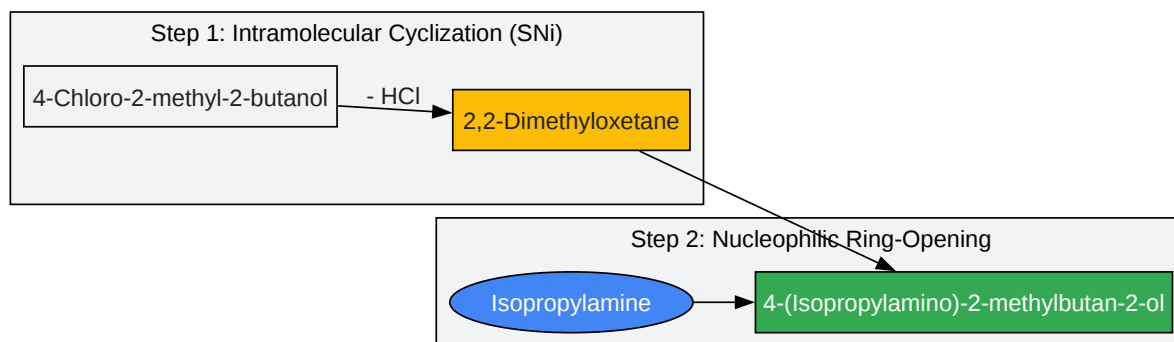 Step 1: Intramolecular Cyclization (SNi)
4-Chloro-2-methyl-2-butanol
- HCl
2,2-Dimethyloxetane
Step 2: Nucleophilic Ring-Opening
Isopropylamine
4-(Isopropylamino)-2-methylbutan-2-ol